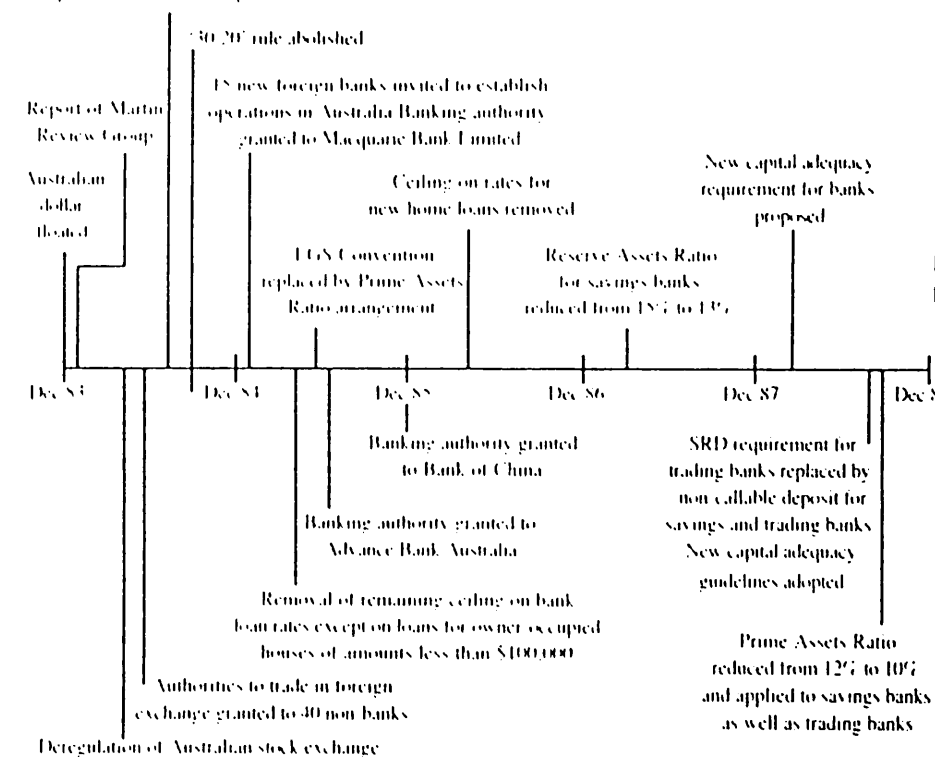 '30/20' rule abolished
15 new foreign banks invited to establish
operations in Australia Banking authority
granted to Macquarie Bank Limited
Report of Martin
Review Group
Australian
dollar
floated
Ceiling on rates for
new home loans removed
New capital adequacy
requirement for banks
proposed
LGS Convention
replaced by Prime Assets
Ratio arrangement
Reserve Assets Ratio
for savings banks
reduced from 15% to 13%
Dec 83
Dec 84
Dec 85
Dec 86
Dec 87
Dec 8
Banking authority granted
to Bank of China
Banking authority granted to
Advance Bank Australia
Removal of remaining ceiling on bank
loan rates except on loans for owner occupied
houses of amounts less than $100,000
Authorities to trade in foreign
exchange granted to 40 non banks
Deregulation of Australian stock exchange
SRD requirement for
trading banks replaced by
non callable deposit for
savings and trading banks
New capital adequacy
guidelines adopted
Prime Assets Ratio
reduced from 12% to 10%
and applied to savings banks
as well as trading banks